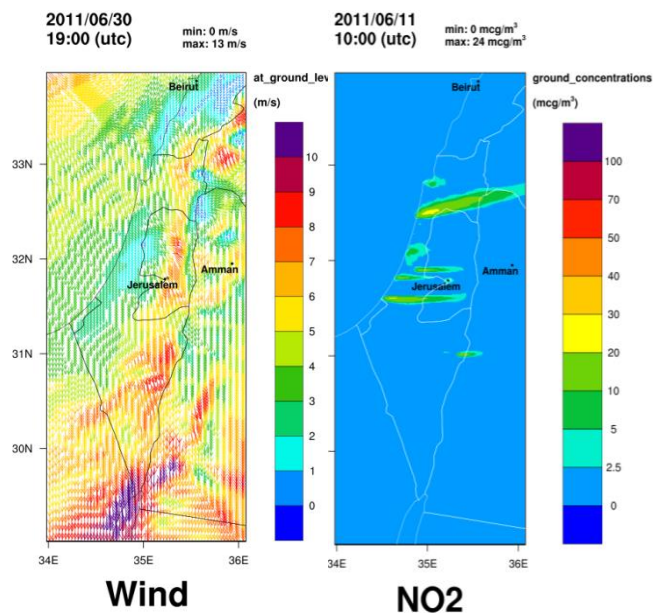 2011/06/30
19:00 (utc)
min: 0 m/s
max: 13 m/s
at_ground_lev
(m/s)
Beirut
Amman
Jerusalem
33N
32N
31N
30N
34E
35E
36E
10
9
8
7
6
5
4
3
2
1
0
Wind
2011/06/11
10:00 (utc)
min: 0 mcg/m³
max: 24 mcg/m³
ground_concentrations
(mcg/m³)
Beirut
Amman
Jerusalem
34E
35E
36E
100
70
50
40
30
20
10
5
2.5
0
NO2